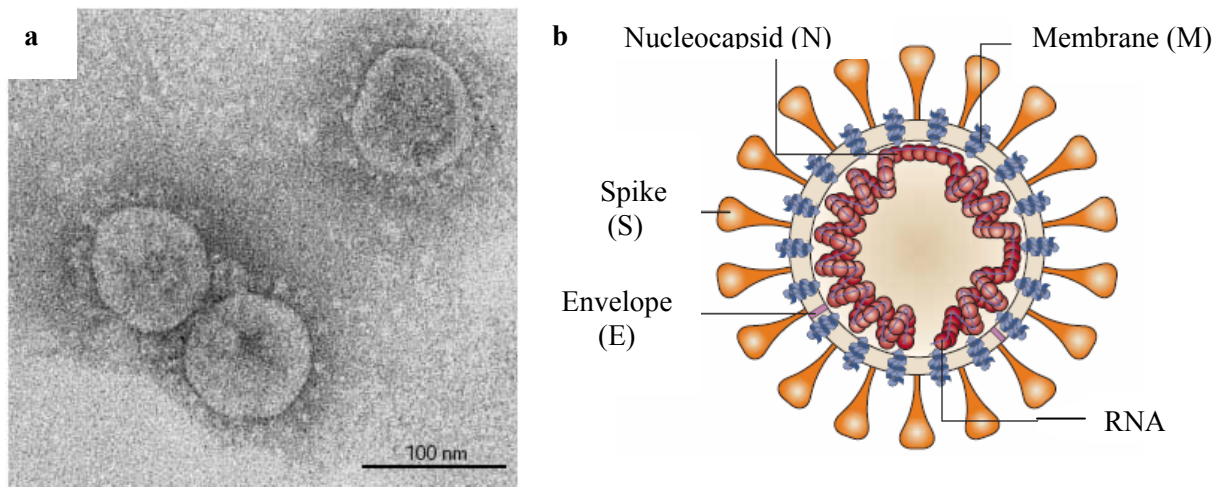 a
100 nm
b
Nucleocapsid (N)
Membrane (M)
Spike
(S)
Envelope
(E)
RNA